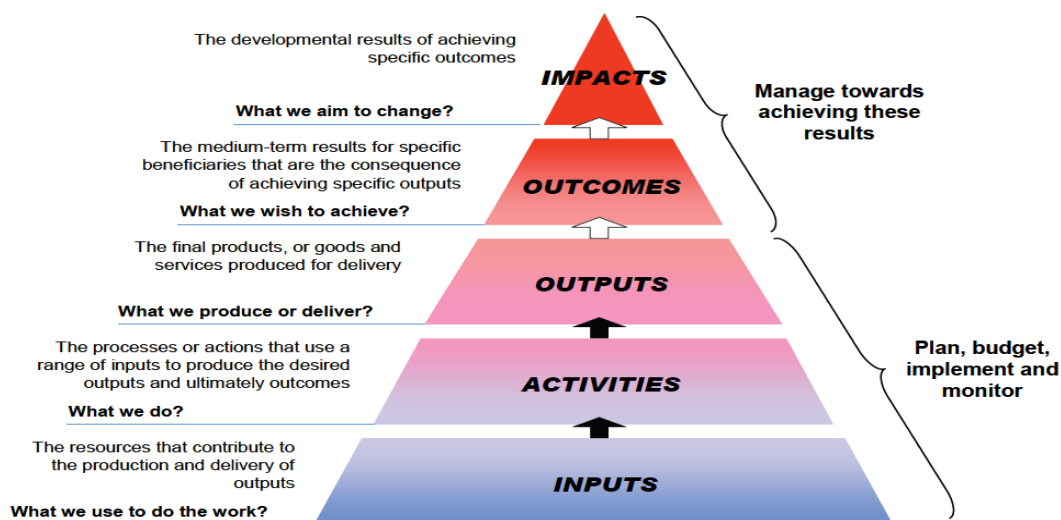 The developmental results of achieving
specific outcomes
IMPACTS
What we aim to change?
Manage towards
achieving these
results
The medium-term results for specific
beneficiaries that are the consequence
of achieving specific outputs
OUTCOMES
What we wish to achieve?
The final products, or goods and
services produced for delivery
OUTPUTS
What we produce or deliver?
The processes or actions that use a
range of inputs to produce the desired
outputs and ultimately outcomes
ACTIVITIES
What we do?
Plan, budget,
implement and
monitor
The resources that contribute to
the production and delivery of
outputs
INPUTS
What we use to do the work?